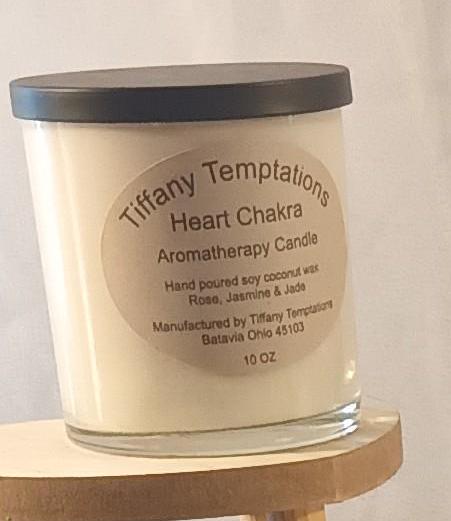 Tiffany Temptations
Heart Chakra
Aromatherapy Candle
Hand poured soy coconut wax
Rose, Jasmine & Jade
Manufactured by Tiffany Temptations
Batavia Ohio 45103
10 OZ